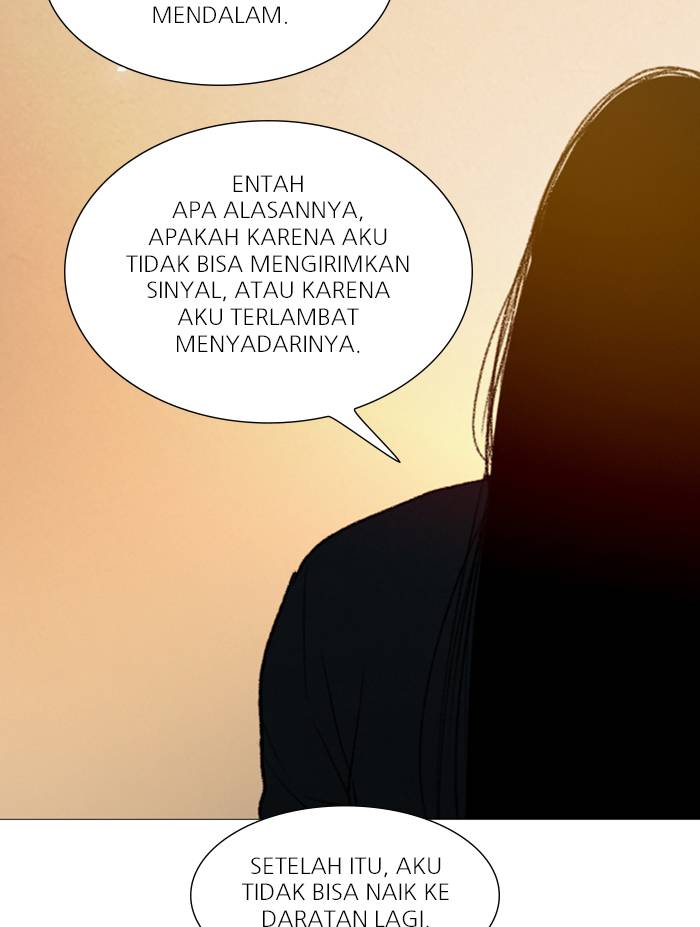 MENDALAM.
ENTAH
APA ALASANNYA,
APAKAH KARENA AKU
TIDAK BISA MENGIRIMKAN
SINYAL, ATAU KARENA
AKU TERLAMBAT
MENYADARINYA.
SETELAH ITU, AKU
TIDAK BISA NAIK KE
DARATAN LAGI.